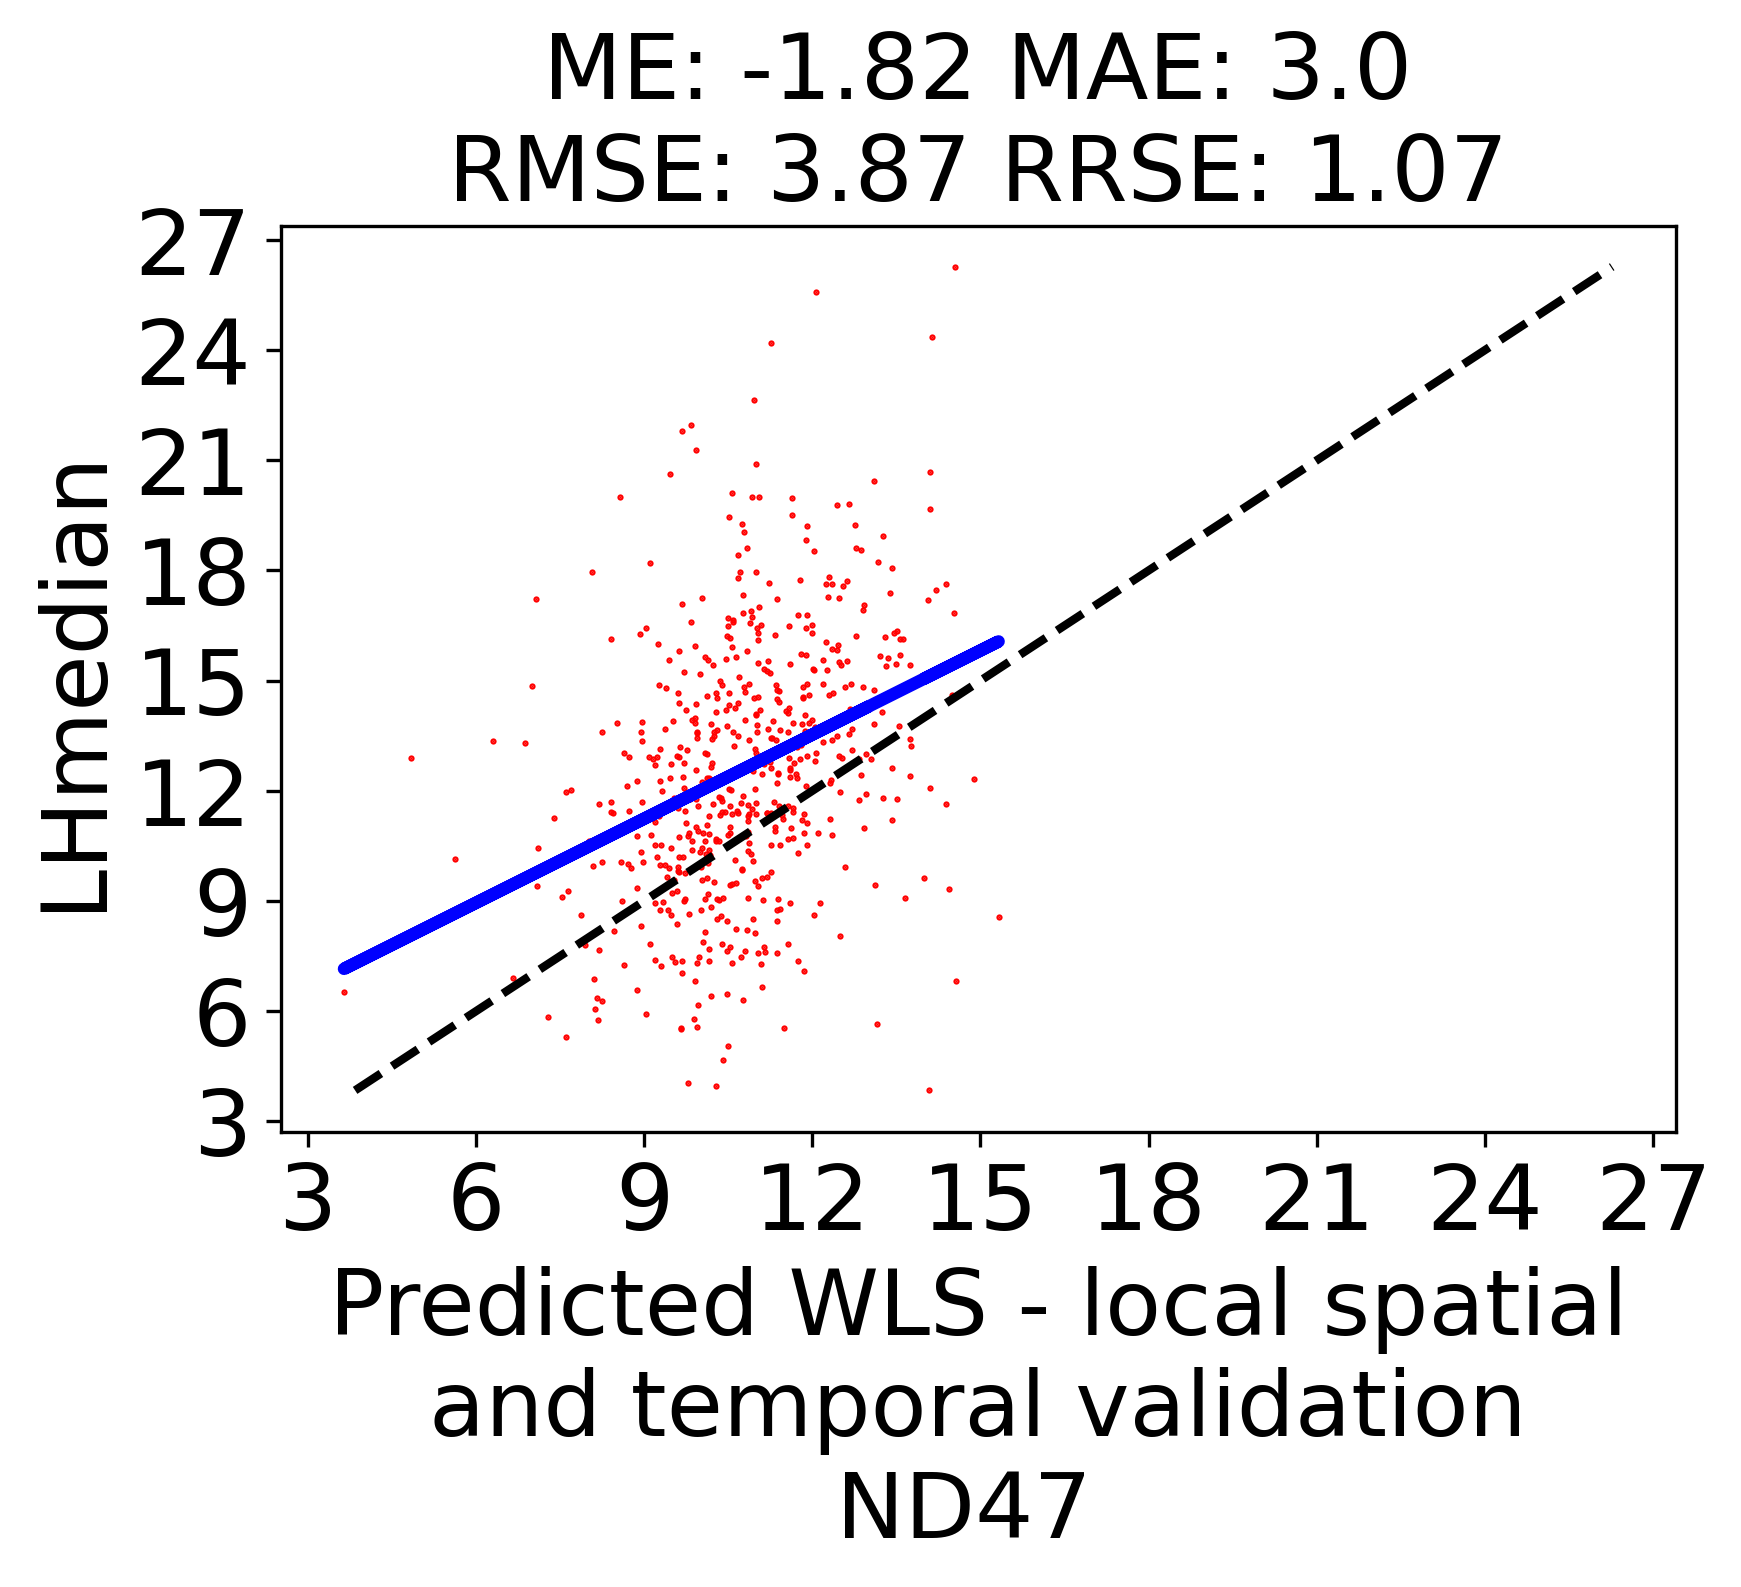 ME: -1.82 MAE: 3.0
RMSE: 3.87 RRSE: 1.07
27
24
21
18
15
12
9
6
3
LHmedian
3 6 9 12 15 18 21 24 27
Predicted WLS - local spatial
and temporal validation
ND47